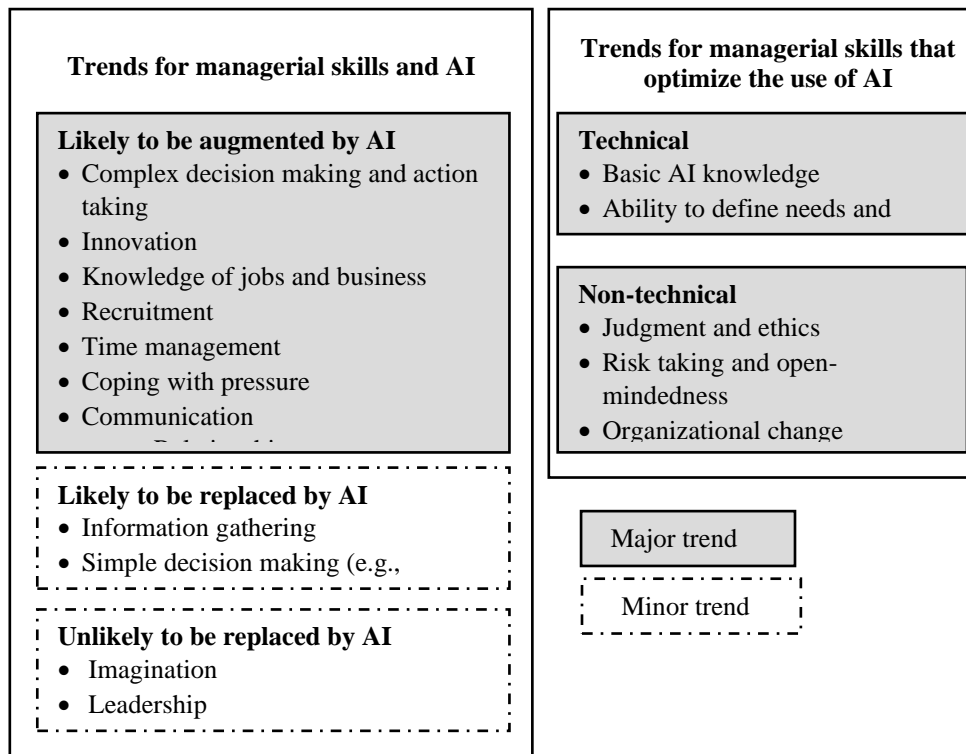 Trends for managerial skills and AI
Likely to be augmented by AI
• Complex decision making and action
taking
• Innovation
• Knowledge of jobs and business
• Recruitment
• Time management
• Coping with pressure
• Communication
Likely to be replaced by AI
• Information gathering
• Simple decision making (e.g.,
Unlikely to be replaced by AI
• Imagination
• Leadership
Trends for managerial skills that
optimize the use of AI
Technical
• Basic AI knowledge
• Ability to define needs and
Non-technical
• Judgment and ethics
• Risk taking and open-
mindedness
• Organizational change
Major trend
Minor trend